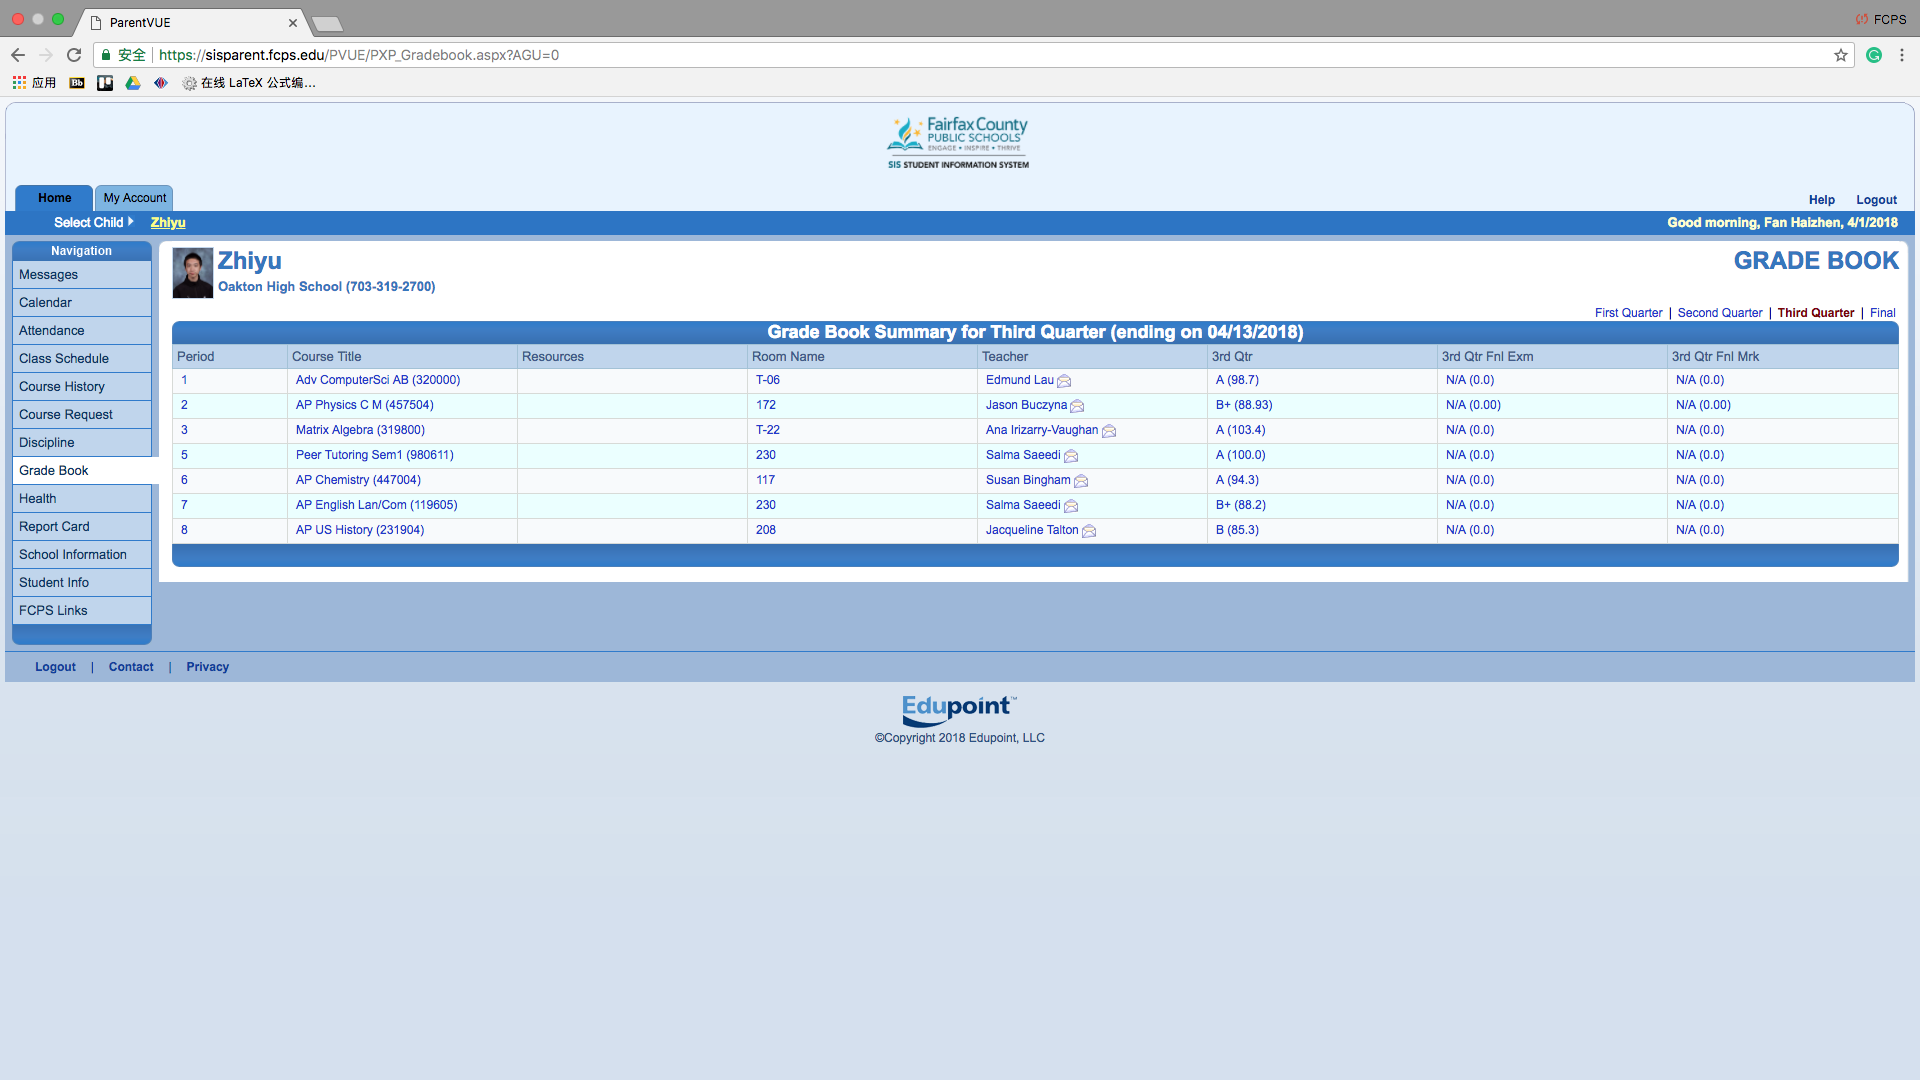 ParentVUE
FCPS
安全 https://sisparent.fcps.edu/PVUE/PXP_Gradebook.aspx?AGU=0
应用 Bb 在线 LaTeX 公式编...
Fairfax County
PUBLIC SCHOOLS
ENGAGE • INSPIRE • THRIVE
SIS STUDENT INFORMATION SYSTEM
Home My Account Help Logout
Select Child Zhiyu Good morning, Fan Haizhen, 4/1/2018
Navigation
Messages
Calendar
Attendance
Class Schedule
Course History
Course Request
Discipline
Grade Book
Health
Report Card
School Information
Student Info
FCPS Links
Zhiyu GRADE BOOK
Oakton High School (703-319-2700)
First Quarter | Second Quarter | Third Quarter | Final
Grade Book Summary for Third Quarter (ending on 04/13/2018)
Period Course Title Resources Room Name Teacher 3rd Qtr 3rd Qtr Fnl Exm 3rd Qtr Fnl Mrk
1 Adv ComputerSci AB (320000) T-06 Edmund Lau A (98.7) N/A (0.0) N/A (0.0)
2 AP Physics C M (457504) 172 Jason Buczyna B+ (88.93) N/A (0.00) N/A (0.00)
3 Matrix Algebra (319800) T-22 Ana Irizarry-Vaughan A (103.4) N/A (0.0) N/A (0.0)
5 Peer Tutoring Sem1 (980611) 230 Salma Saeedi A (100.0) N/A (0.0) N/A (0.0)
6 AP Chemistry (447004) 117 Susan Bingham A (94.3) N/A (0.0) N/A (0.0)
7 AP English Lan/Com (119605) 230 Salma Saeedi B+ (88.2) N/A (0.0) N/A (0.0)
8 AP US History (231904) 208 Jacqueline Talton B (85.3) N/A (0.0) N/A (0.0)
Logout | Contact | Privacy
Edupoint™
©Copyright 2018 Edupoint, LLC